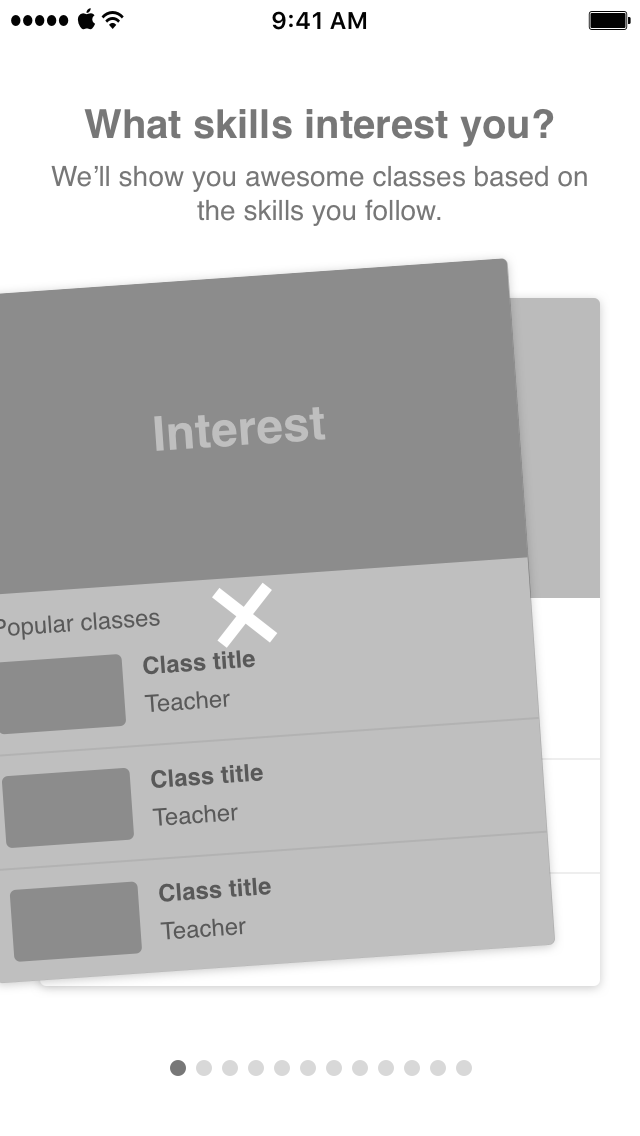 9:41 AM
What skills interest you?
We’ll show you awesome classes based on
the skills you follow.
Interest
Popular classes
Class title
Teacher
Class title
Teacher
Class title
Teacher